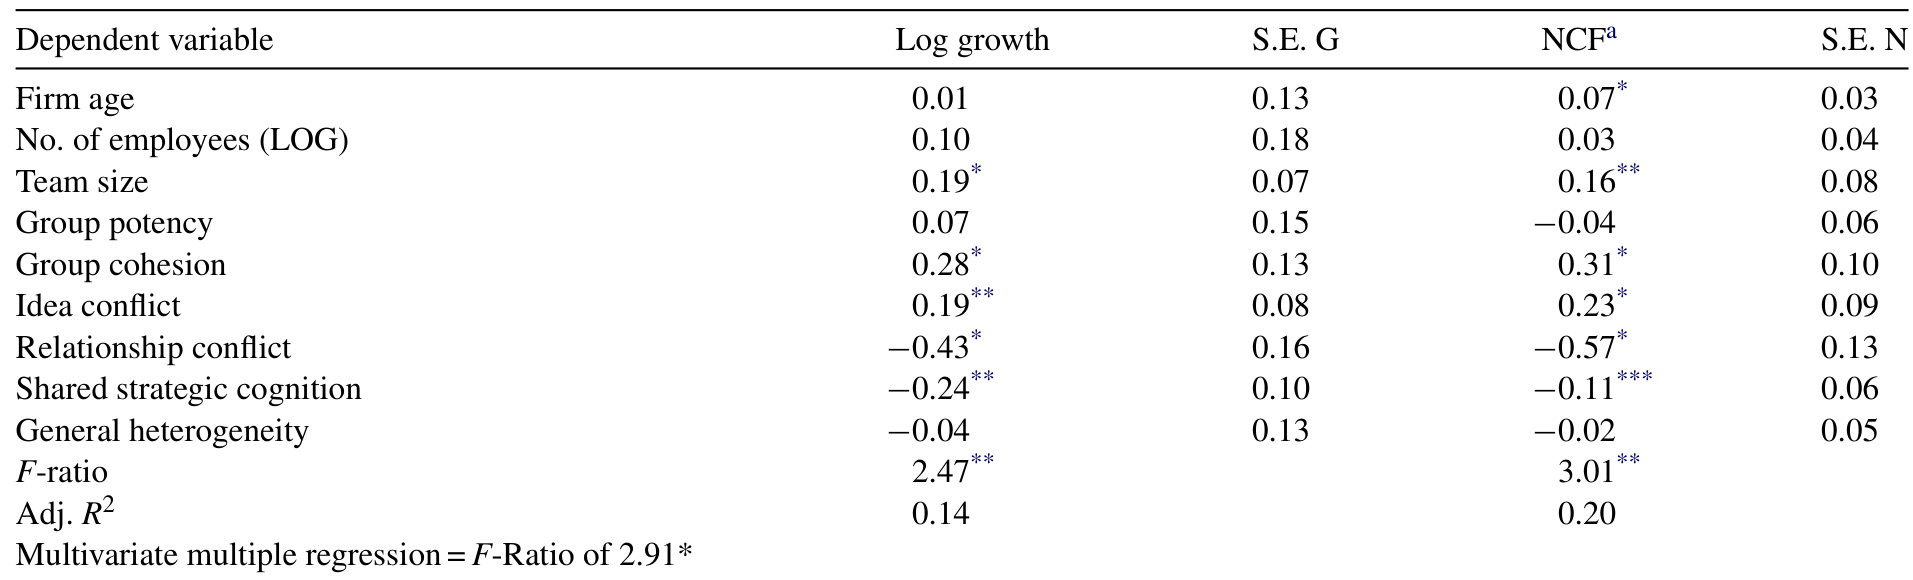 Dependent variable Log growth S.E. G NCFa S.E. N
Firm age 0.01 0.13 0.07* 0.03
No. of employees (LOG) 0.10 0.18 0.03 0.04
Team size 0.19* 0.07 0.16** 0.08
Group potency 0.07 0.15 −0.04 0.06
Group cohesion 0.28* 0.13 0.31* 0.10
Idea conflict 0.19** 0.08 0.23* 0.09
Relationship conflict −0.43* 0.16 −0.57* 0.13
Shared strategic cognition −0.24** 0.10 −0.11*** 0.06
General heterogeneity −0.04 0.13 −0.02 0.05
F-ratio 2.47** 3.01**
Adj. R2 0.14 0.20
Multivariate multiple regression = F-Ratio of 2.91*